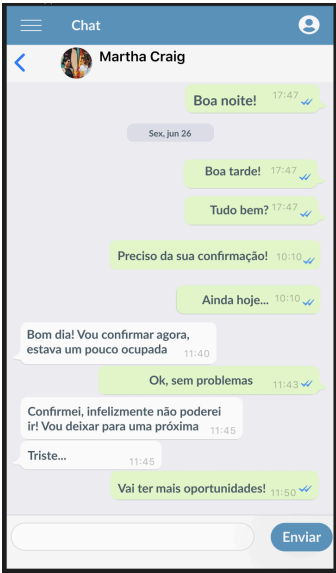 Chat
Martha Craig
Boa noite! 17:47
Sex, jun 26
Boa tarde! 17:47
Tudo bem? 17:47
Preciso da sua confirmação! 10:10
Ainda hoje... 10:10
Bom dia! Vou confirmar agora,
estava um pouco ocupada 11:40
Ok, sem problemas 11:43
Confirmei, infelizmente não poderei
ir! Vou deixar para uma próxima 11:45
Triste... 11:45
Vai ter mais oportunidades! 11:50
Enviar